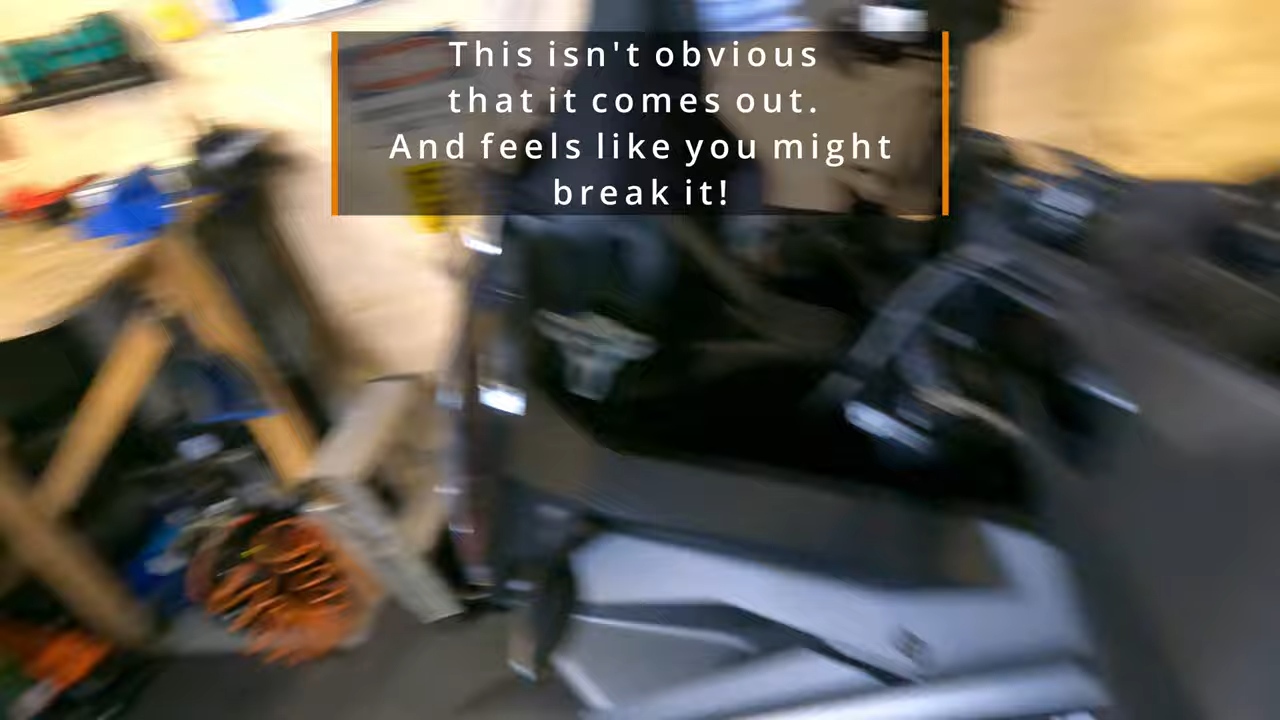 This isn't obvious
that it comes out.
And feels like you might
break it!